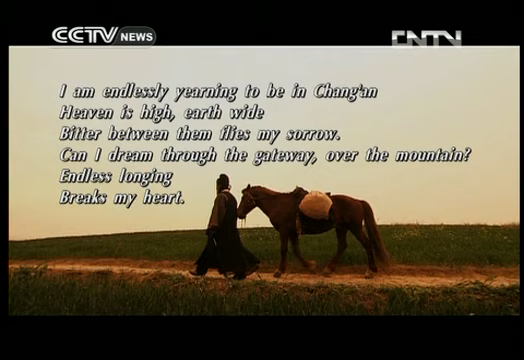 CCTV NEWS
CNTV
I am endlessly yearning to be in Chang'an
Heaven is high, earth wide
Bitter between them flies my sorrow.
Can I dream through the gateway, over the mountain?
Endless longing
Breaks my heart.